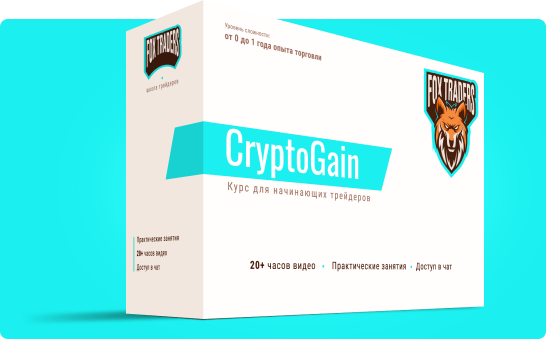 FOX TRADERS
школа трейдеров
Практические занятия
20+ часов видео
Доступ в чат
Уровень сложности:
от 0 до 1 года опыта торговли
FOX TRADERS
CryptoGain
Курс для начинающих трейдеров
20+ часов видео • Практические занятия • Доступ в чат